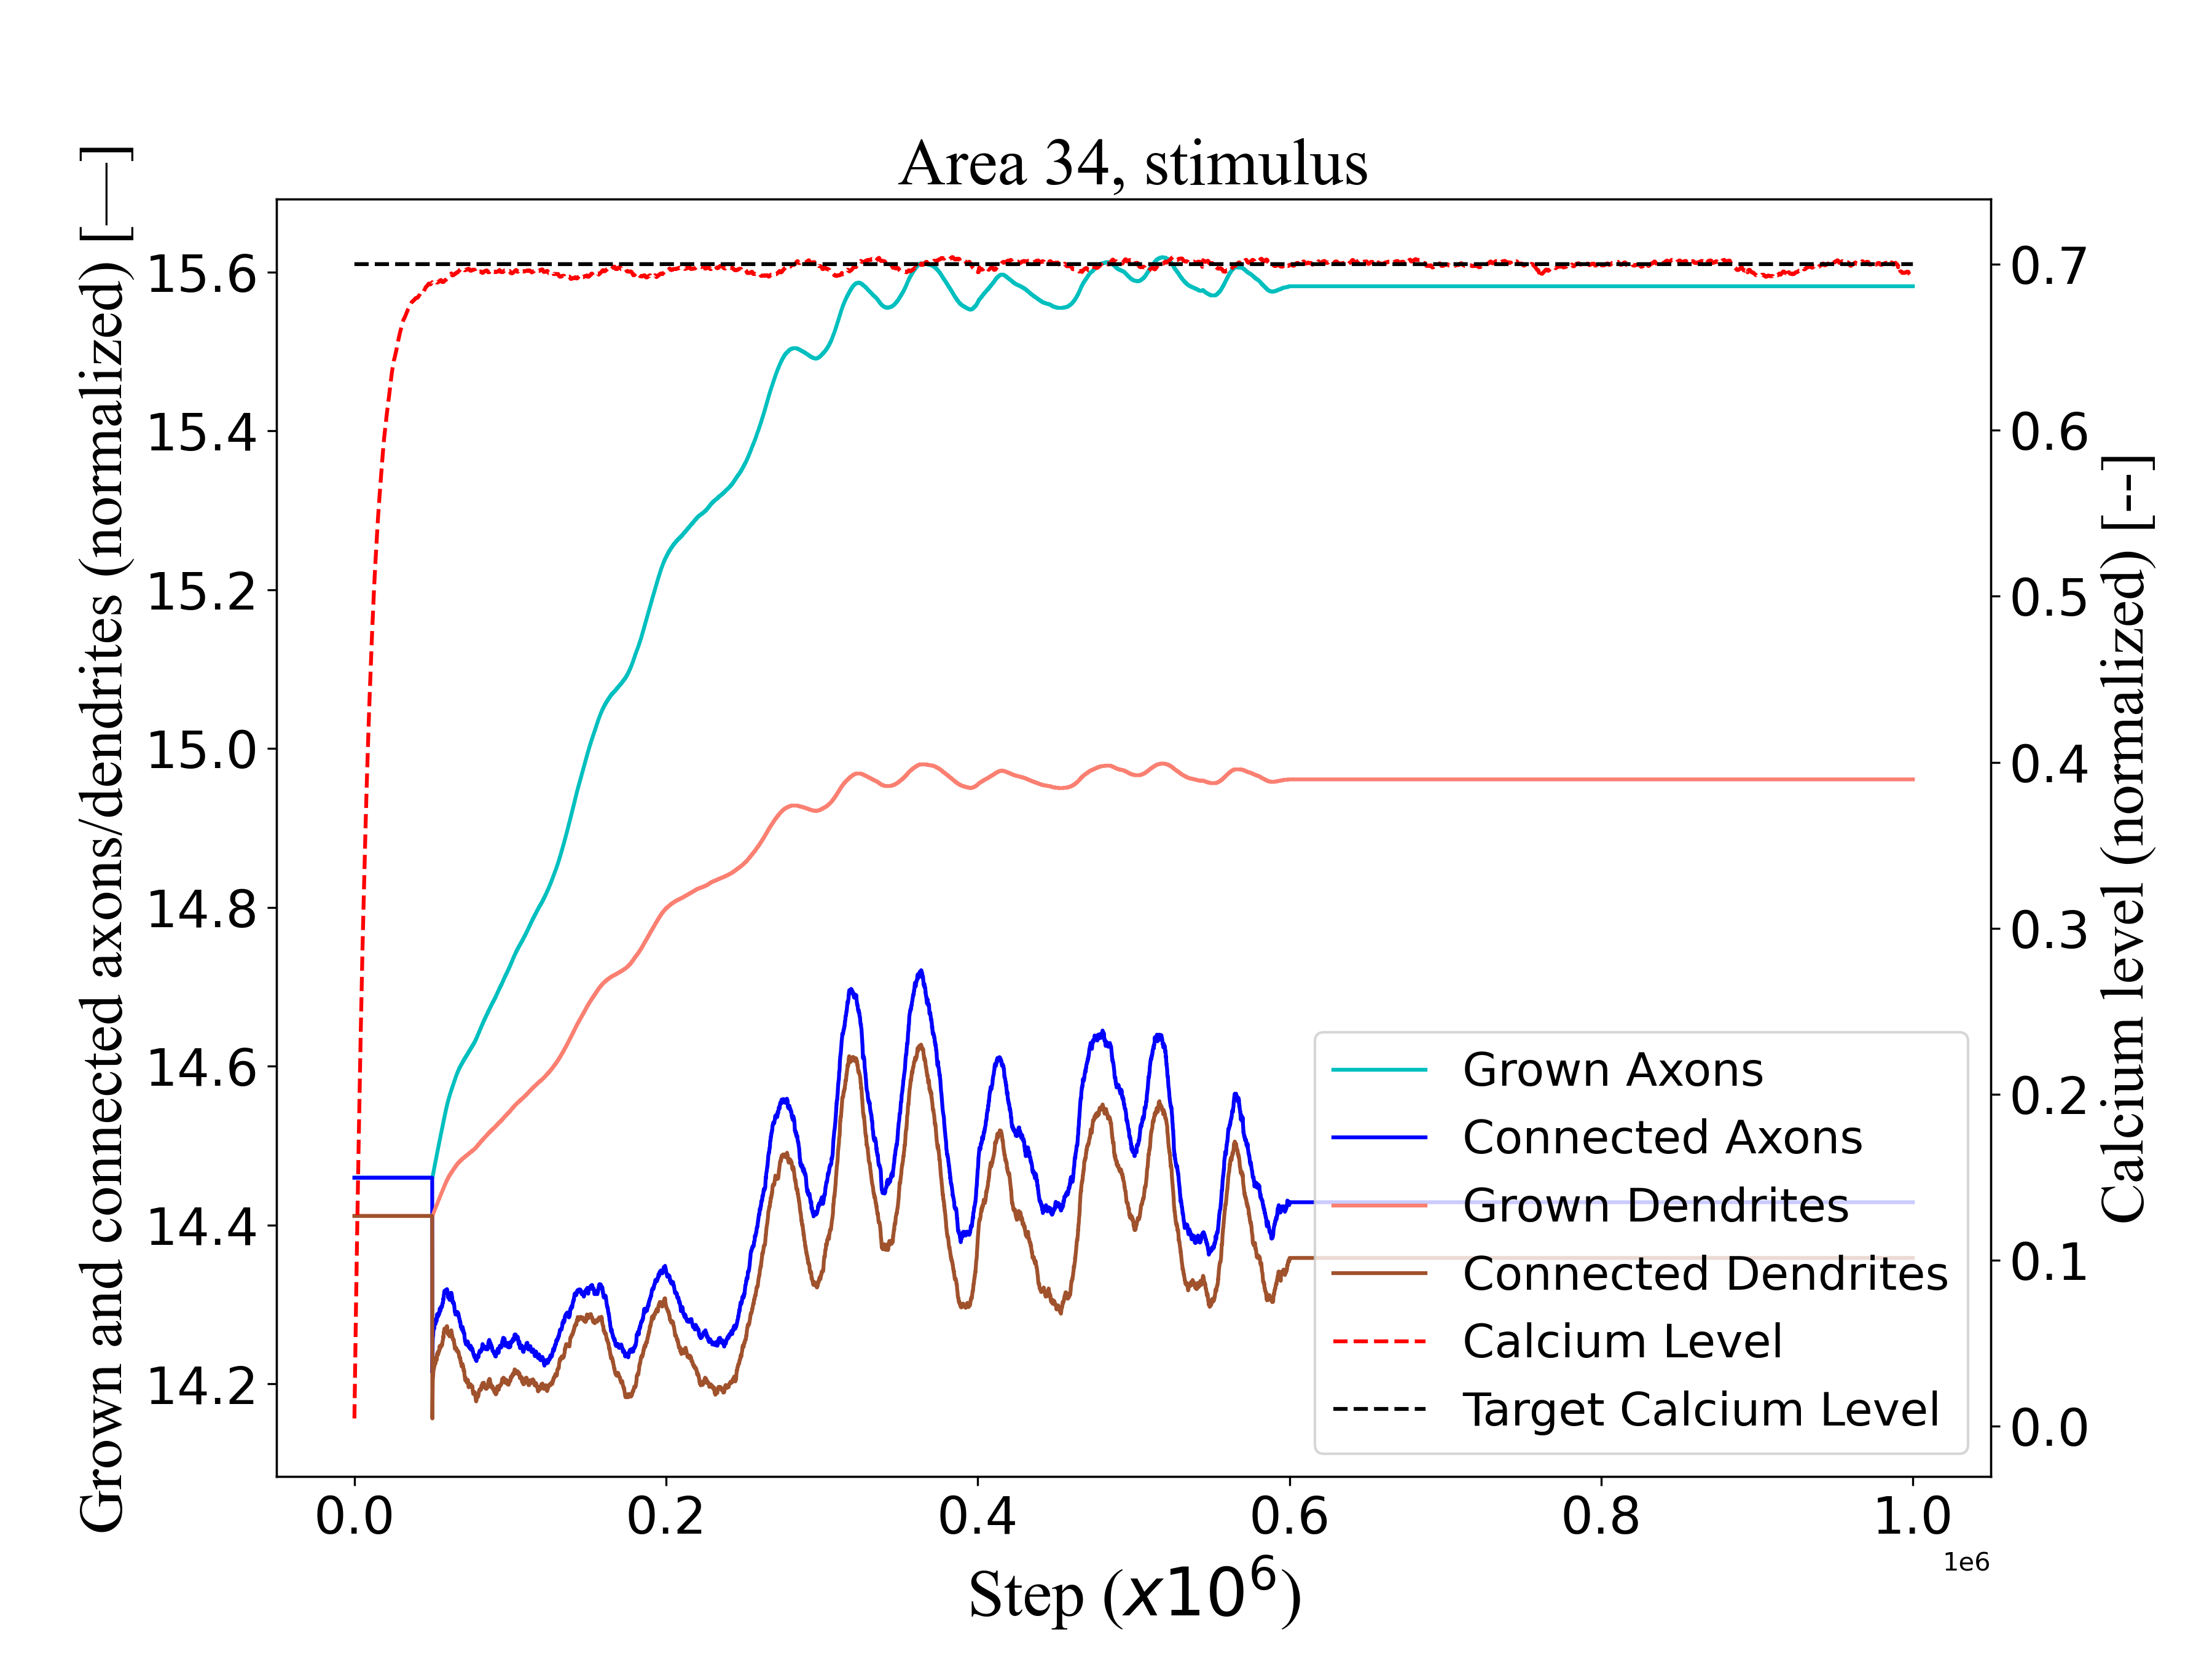 Area 34, stimulus
Grown and connected axons/dendrites (normalized) [—]
15.6
15.4
15.2
15.0
14.8
14.6
14.4
14.2
0.7
0.6
0.5
0.4
0.3
0.2
0.1
0.0
Calcium level (normalized) [--]
Grown Axons
Connected Axons
Grown Dendrites
Connected Dendrites
Calcium Level
Target Calcium Level
0.0 0.2 0.4 0.6 0.8 1.0
1e6
Step (x10⁶)